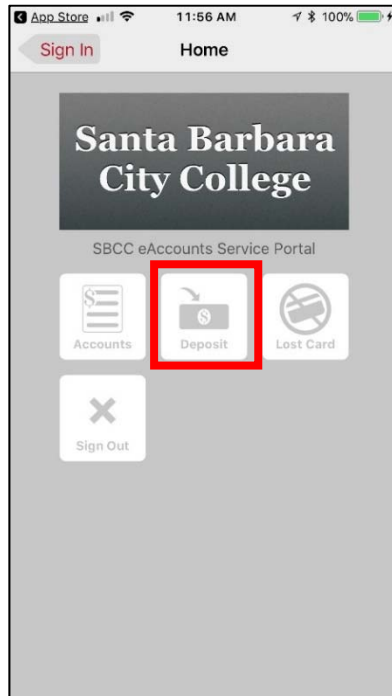 App Store 11:56 AM 100%
Sign In Home
Santa Barbara
City College
SBCC eAccounts Service Portal
$ $
Accounts Deposit Lost Card
Sign Out